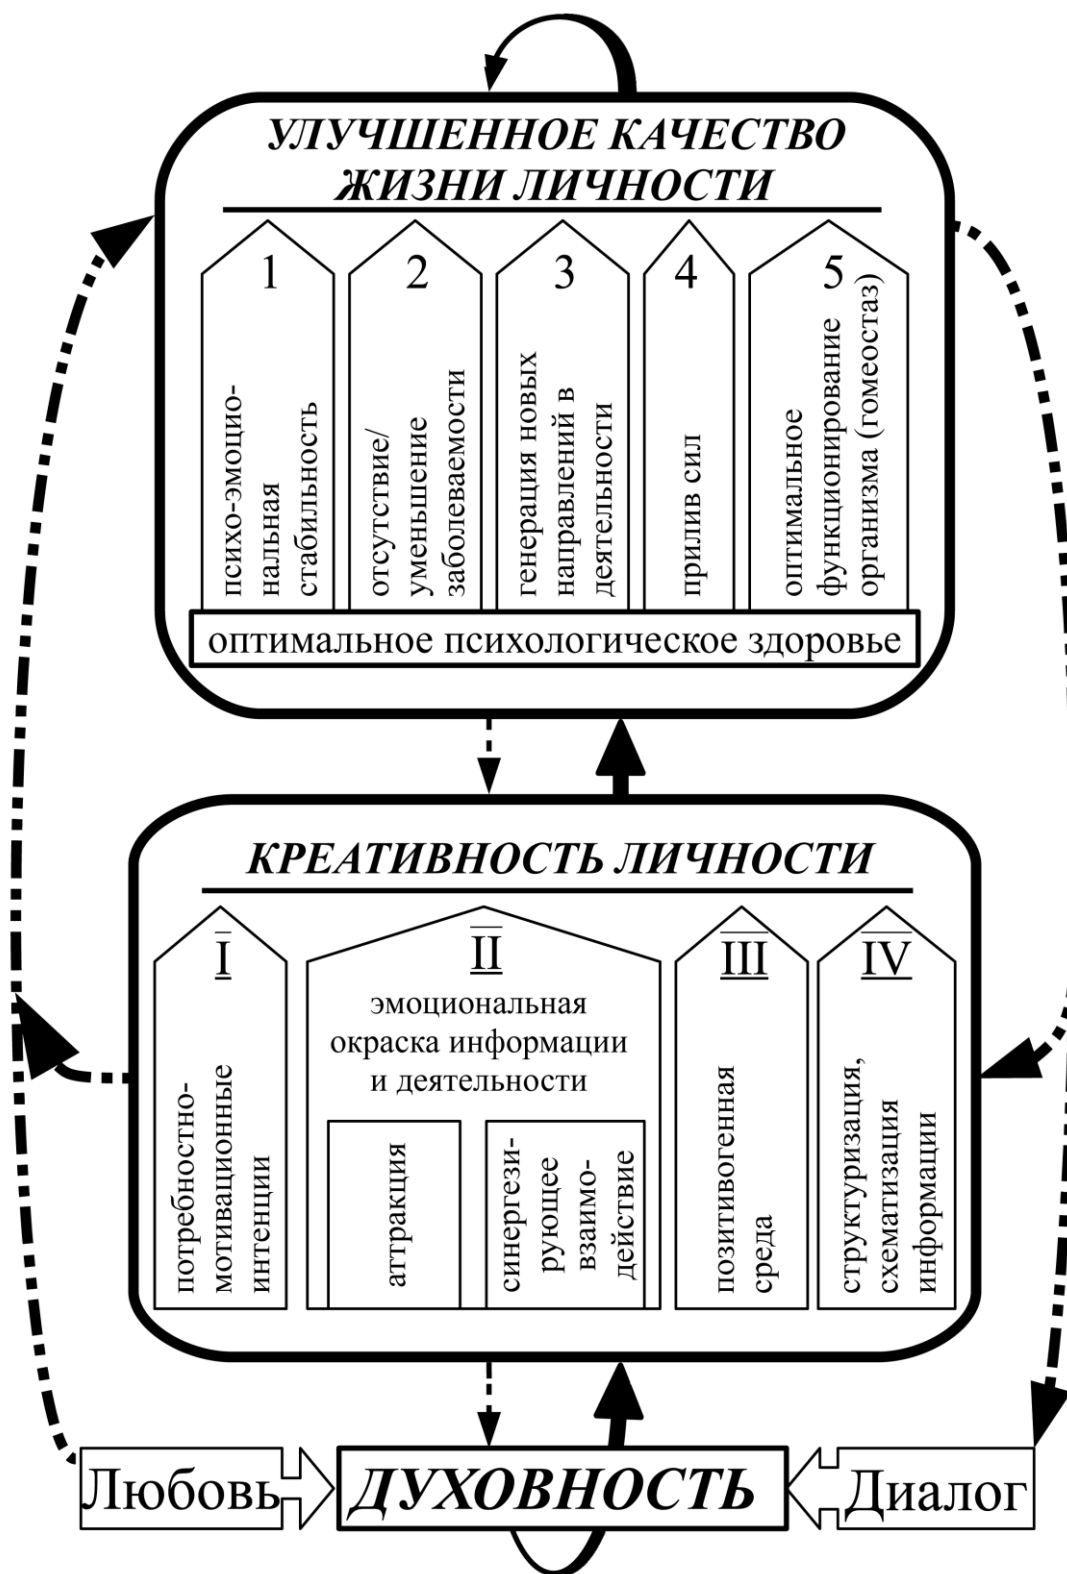 УЛУЧШЕННОЕ КАЧЕСТВО
ЖИЗНИ ЛИЧНОСТИ
1
психо-эмоцио-
нальная
стабильность
2
отсутствие/
уменьшение
заболеваемости
3
генерация новых
направлений в
деятельности
4
прилив сил
5
оптимальное
функционирование
организма (гомеостаз)
оптимальное психологическое здоровье
КРЕАТИВНОСТЬ ЛИЧНОСТИ
I
потребностно-
мотивационные
интенции
II
эмоциональная
окраска информации
и деятельности
аттракция
синергези-
рующее
взаимо-
действие
III
позитивогенная
среда
IV
структуризация,
схематизация
информации
Любовь
ДУХОВНОСТЬ
Диалог